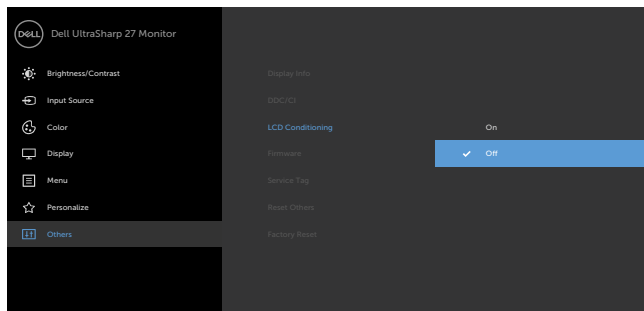 DELL
Dell UltraSharp 27 Monitor
Brightness/Contrast
Input Source
Color
Display
Menu
Personalize
Others
Display Info
DDC/CI
LCD Conditioning
Firmware
Service Tag
Reset Others
Factory Reset
On
Off